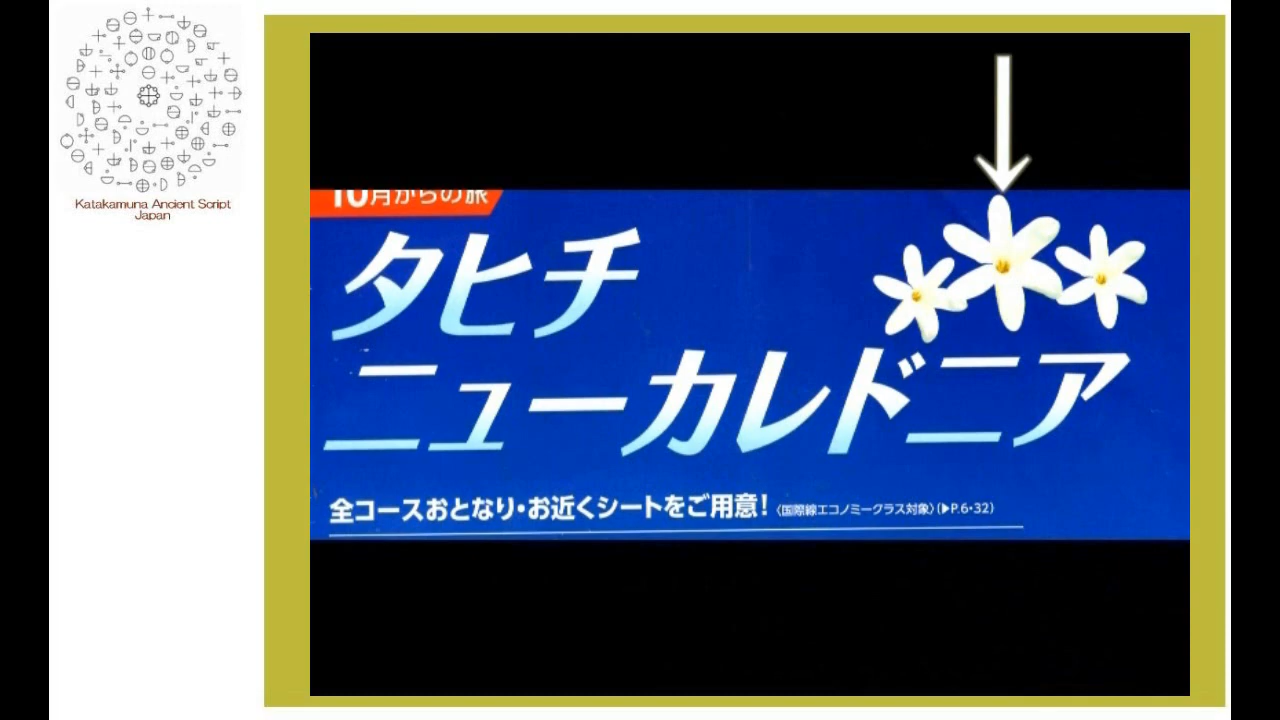 Katakamuna Ancient Script
Japan
10月からの旅
タヒチ
ニューカレドニア
全コースおとなり・お近くシートをご用意!〈国際線エコノミークラス対象〉(▶P.6・32)